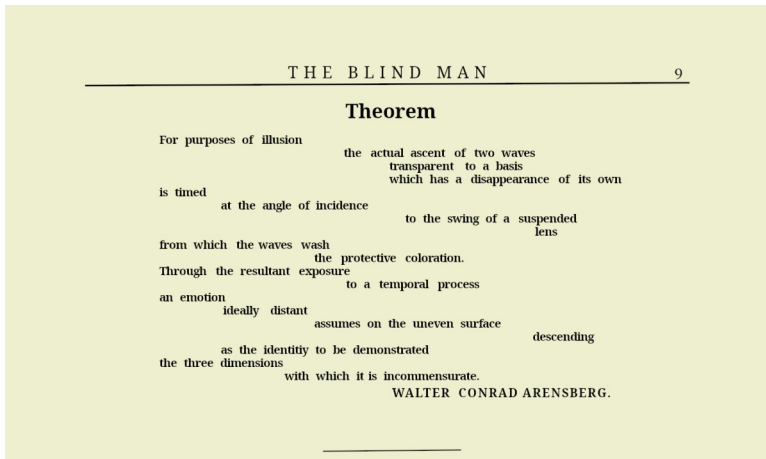 THE BLIND MAN 9
Theorem
For purposes of illusion
the actual ascent of two waves
transparent to a basis
which has a disappearance of its own
is timed
at the angle of incidence
to the swing of a suspended
lens
from which the waves wash
the protective coloration.
Through the resultant exposure
to a temporal process
an emotion
ideally distant
assumes on the uneven surface
descending
as the identitiy to be demonstrated
the three dimensions
with which it is incommensurate.
WALTER CONRAD ARENSBERG.